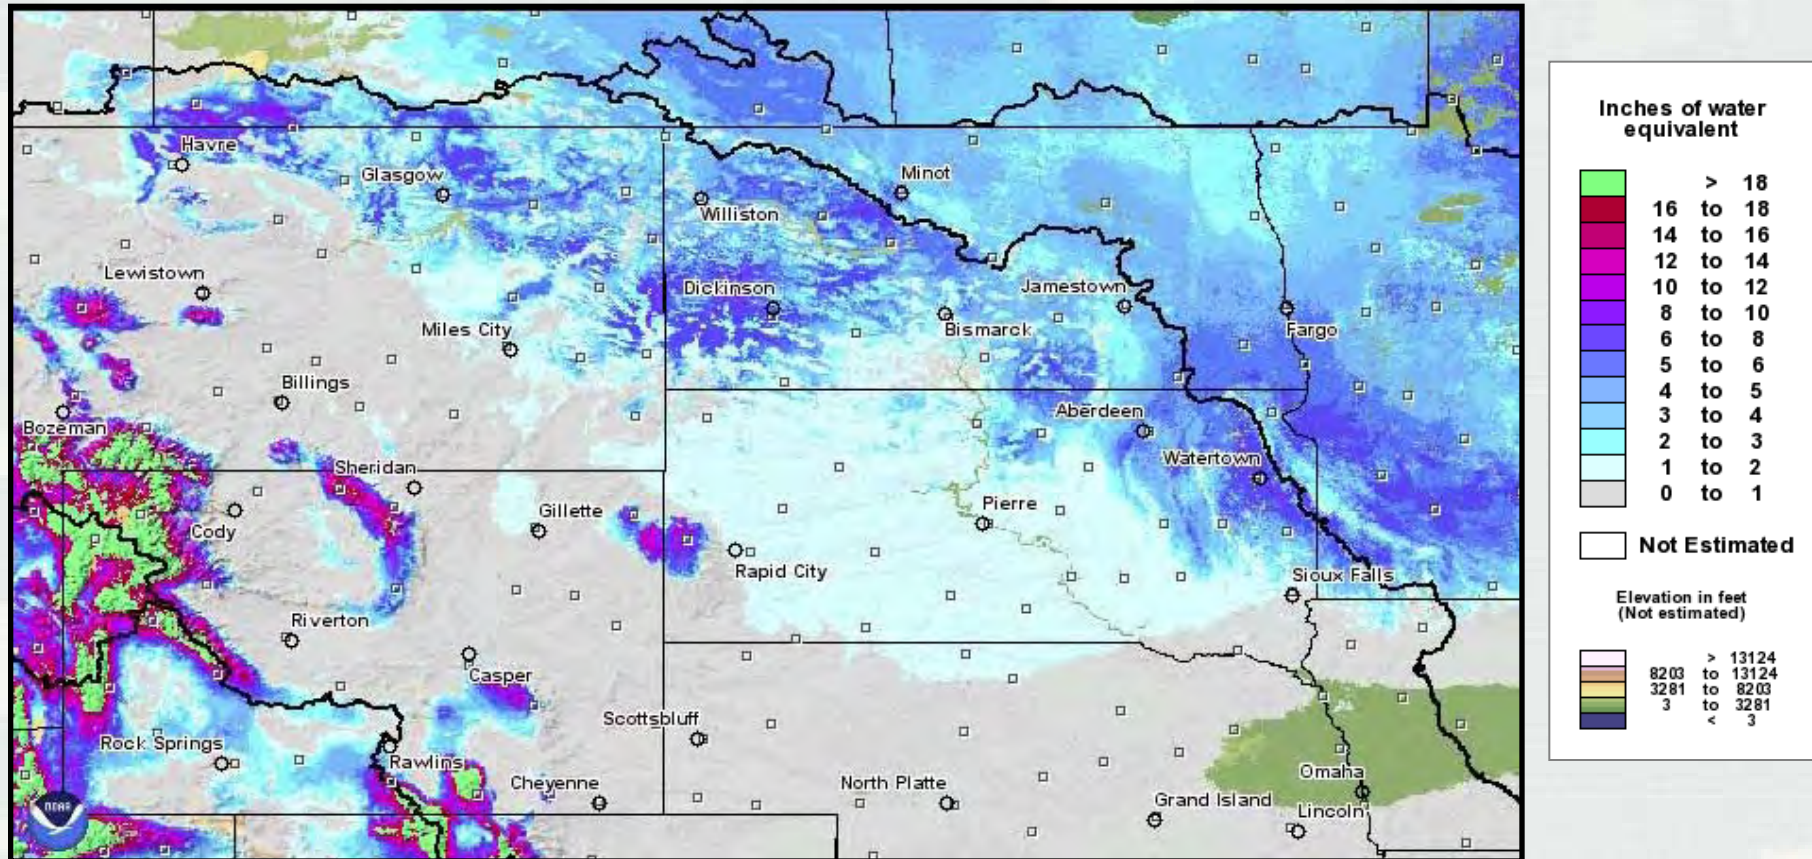 Havre
Glasgow
Minot
Williston
Lewistown
Dickinson
Jamestown
Miles City
Bismarck
Fargo
Billings
Bozeman
Aberdeen
Sheridan
Watertown
Cody
Gillette
Pierre
Rapid City
Sioux Falls
Riverton
Casper
Scottsbluff
Rock Springs
Rawlins
Cheyenne
North Platte
Omaha
Grand Island
Lincoln
NOAA
Inches of water
equivalent
> 18
16 to 18
14 to 16
12 to 14
10 to 12
8 to 10
6 to 8
5 to 6
4 to 5
3 to 4
2 to 3
1 to 2
0 to 1
Not Estimated
Elevation in feet
(Not estimated)
> 13124
8203 to 13124
3281 to 8203
3 to 3281
< 3